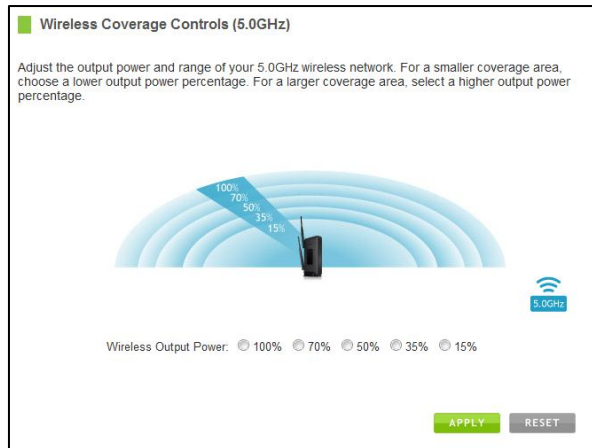 Wireless Coverage Controls (5.0GHz)
Adjust the output power and range of your 5.0GHz wireless network. For a smaller coverage area,
choose a lower output power percentage. For a larger coverage area, select a higher output power
percentage.
100%
70%
50%
35%
15%
5.0GHz
Wireless Output Power: 100% 70% 50% 35% 15%
APPLY RESET